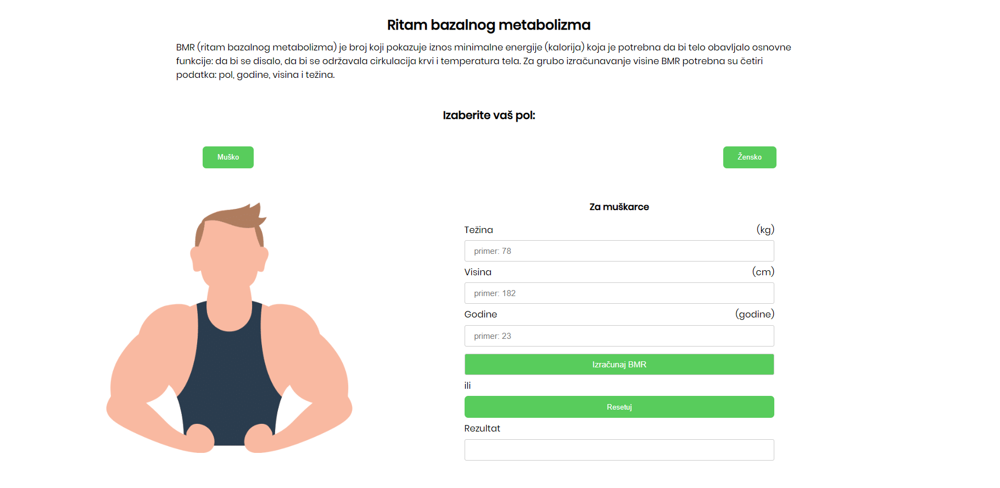 Ritam bazalnog metabolizma
BMR (ritam bazalnog metabolizma) je broj koji pokazuje iznos minimalne energije (kalorija) koja je potrebna da bi telo obavljalo osnovne
funkcije: da bi se disalo, da bi se održavala cirkulacija krvi i temperatura tela. Za grubo izračunavanje visine BMR potrebna su četiri
podatka: pol, godine, visina i težina.
Izaberite vaš pol:
Muško
Žensko
Za muškarce
Težina (kg)
primer: 78
Visina (cm)
primer: 182
Godine (godine)
primer: 23
Izračunaj BMR
ili
Resetuj
Rezultat